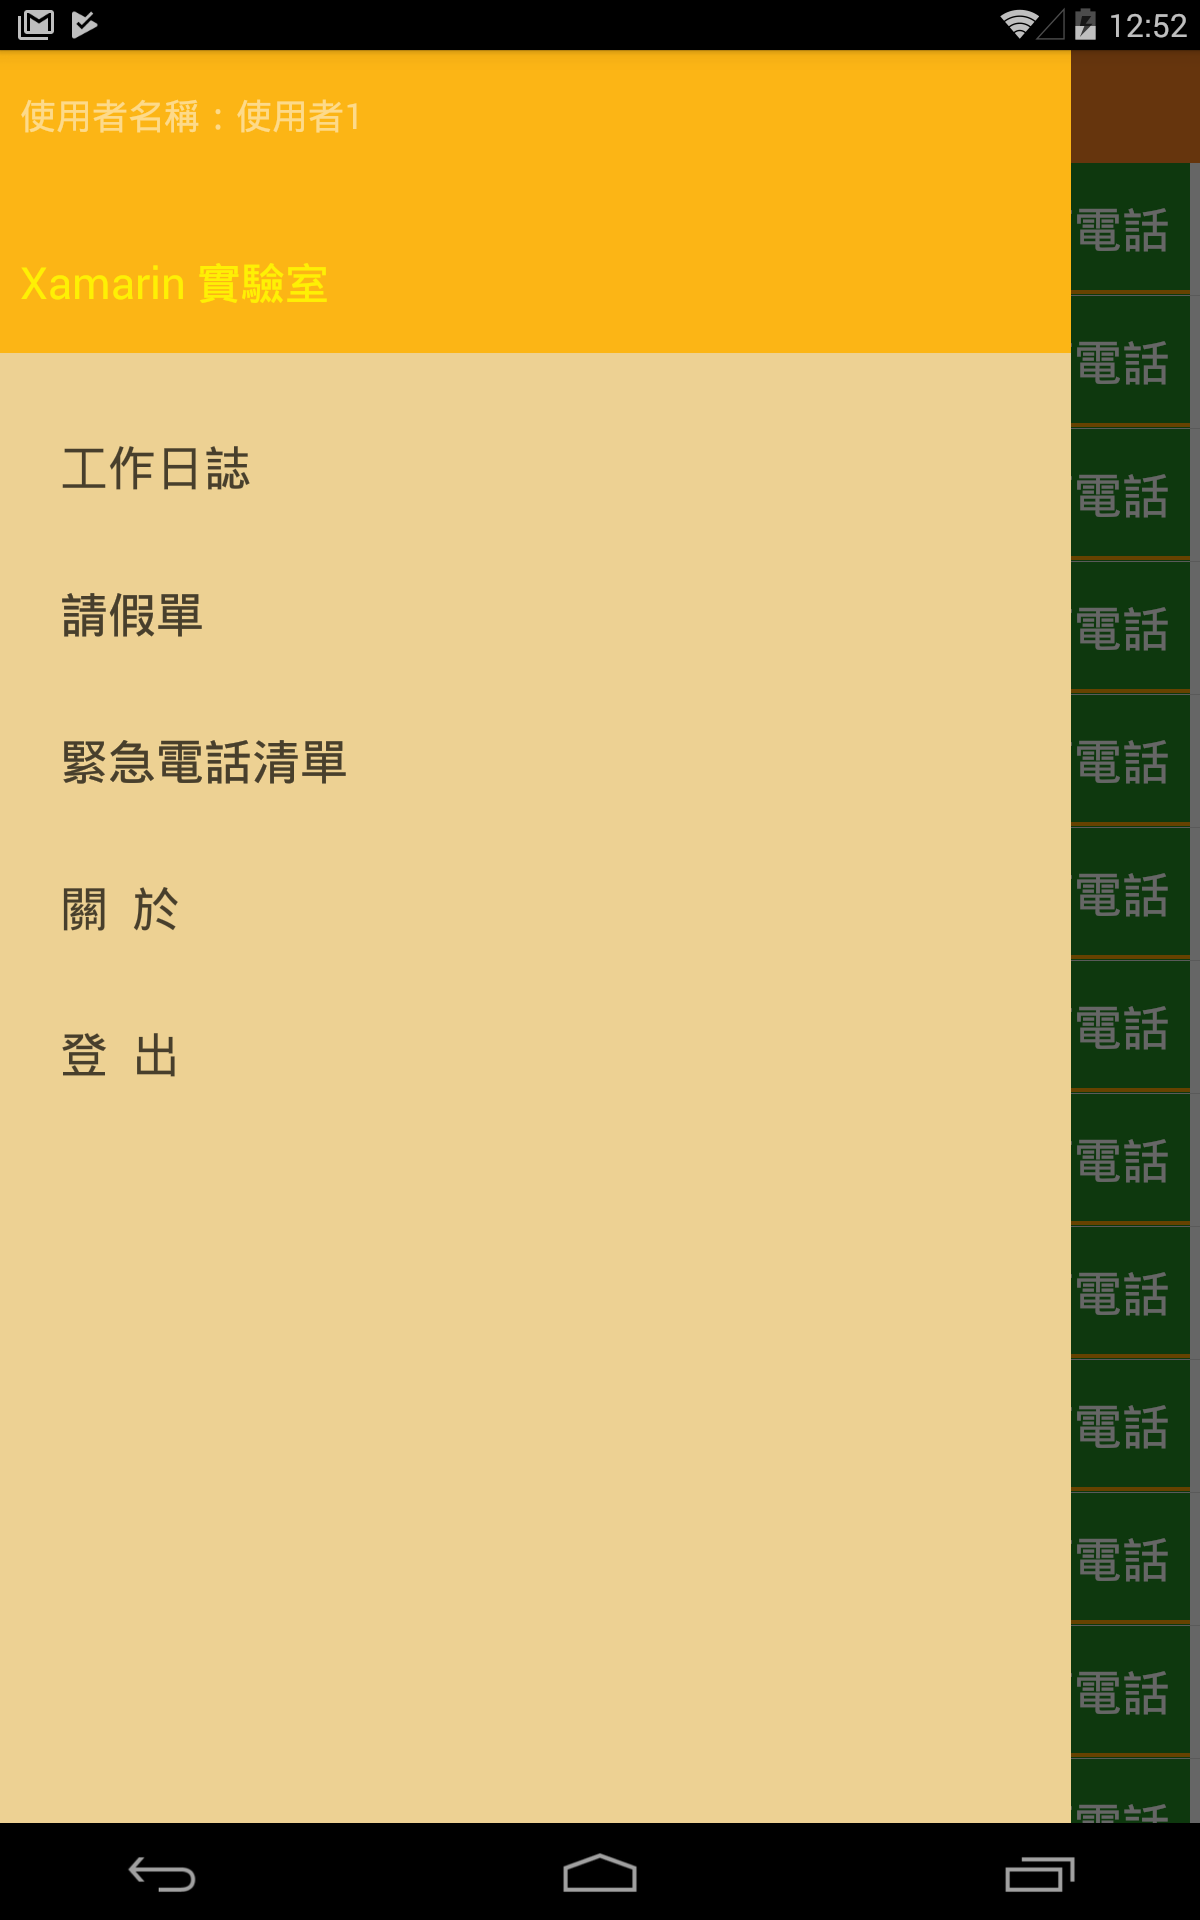 12:52
使用者名稱：使用者1
Xamarin 實驗室
工作日誌
請假單
緊急電話清單
關 於
登 出
電話
電話
電話
電話
電話
電話
電話
電話
電話
電話
電話
電話
電話